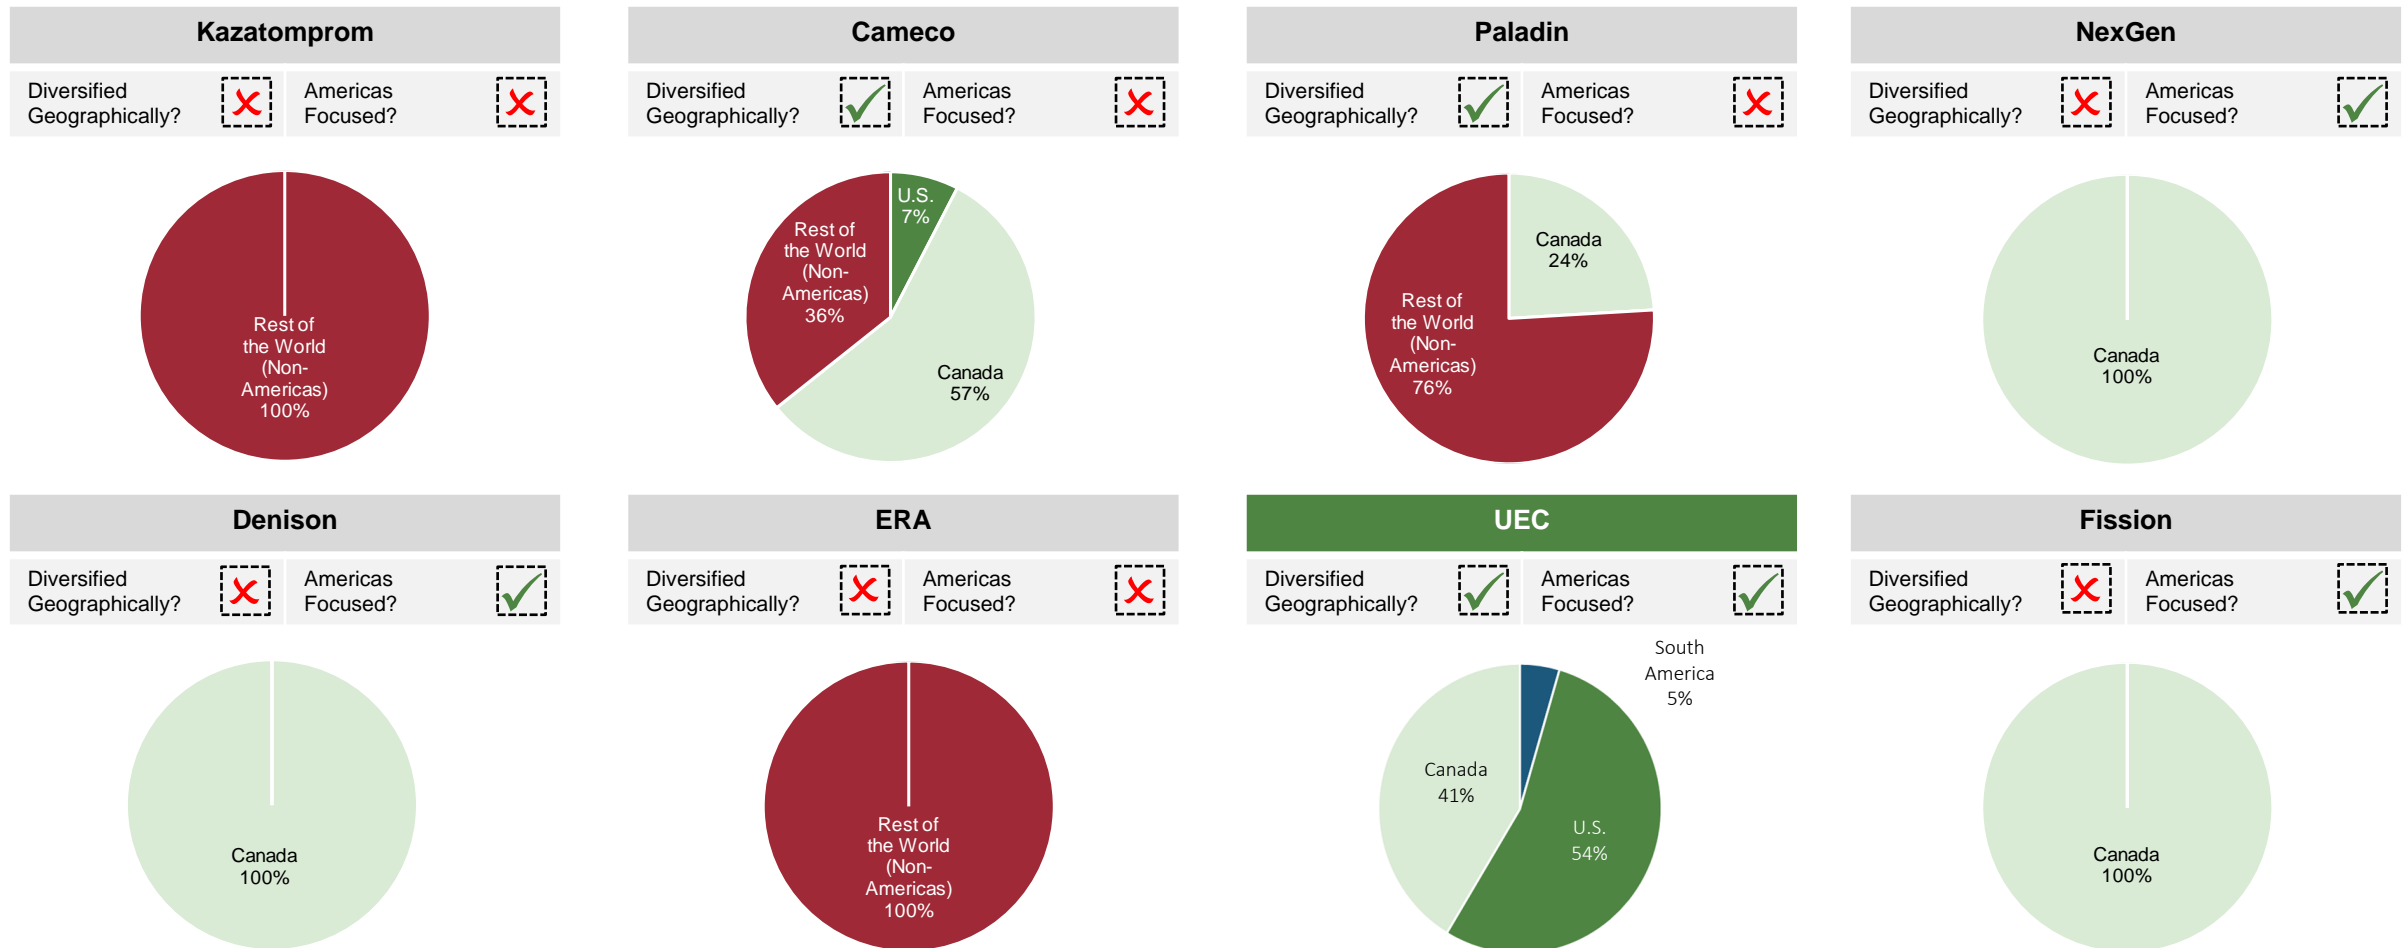 Kazatomprom
Diversified
Geographically?
Americas
Focused?
Rest of
the World
(Non-
Americas)
100%
Cameco
Diversified
Geographically?
Americas
Focused?
U.S.
7%
Rest of
the World
(Non-
Americas)
36%
Canada
57%
Paladin
Diversified
Geographically?
Americas
Focused?
Canada
24%
Rest of
the World
(Non-
Americas)
76%
NexGen
Diversified
Geographically?
Americas
Focused?
Canada
100%
Denison
Diversified
Geographically?
Americas
Focused?
Canada
100%
ERA
Diversified
Geographically?
Americas
Focused?
Rest of
the World
(Non-
Americas)
100%
UEC
Diversified
Geographically?
Americas
Focused?
South
America
5%
Canada
41%
U.S.
54%
Fission
Diversified
Geographically?
Americas
Focused?
Canada
100%